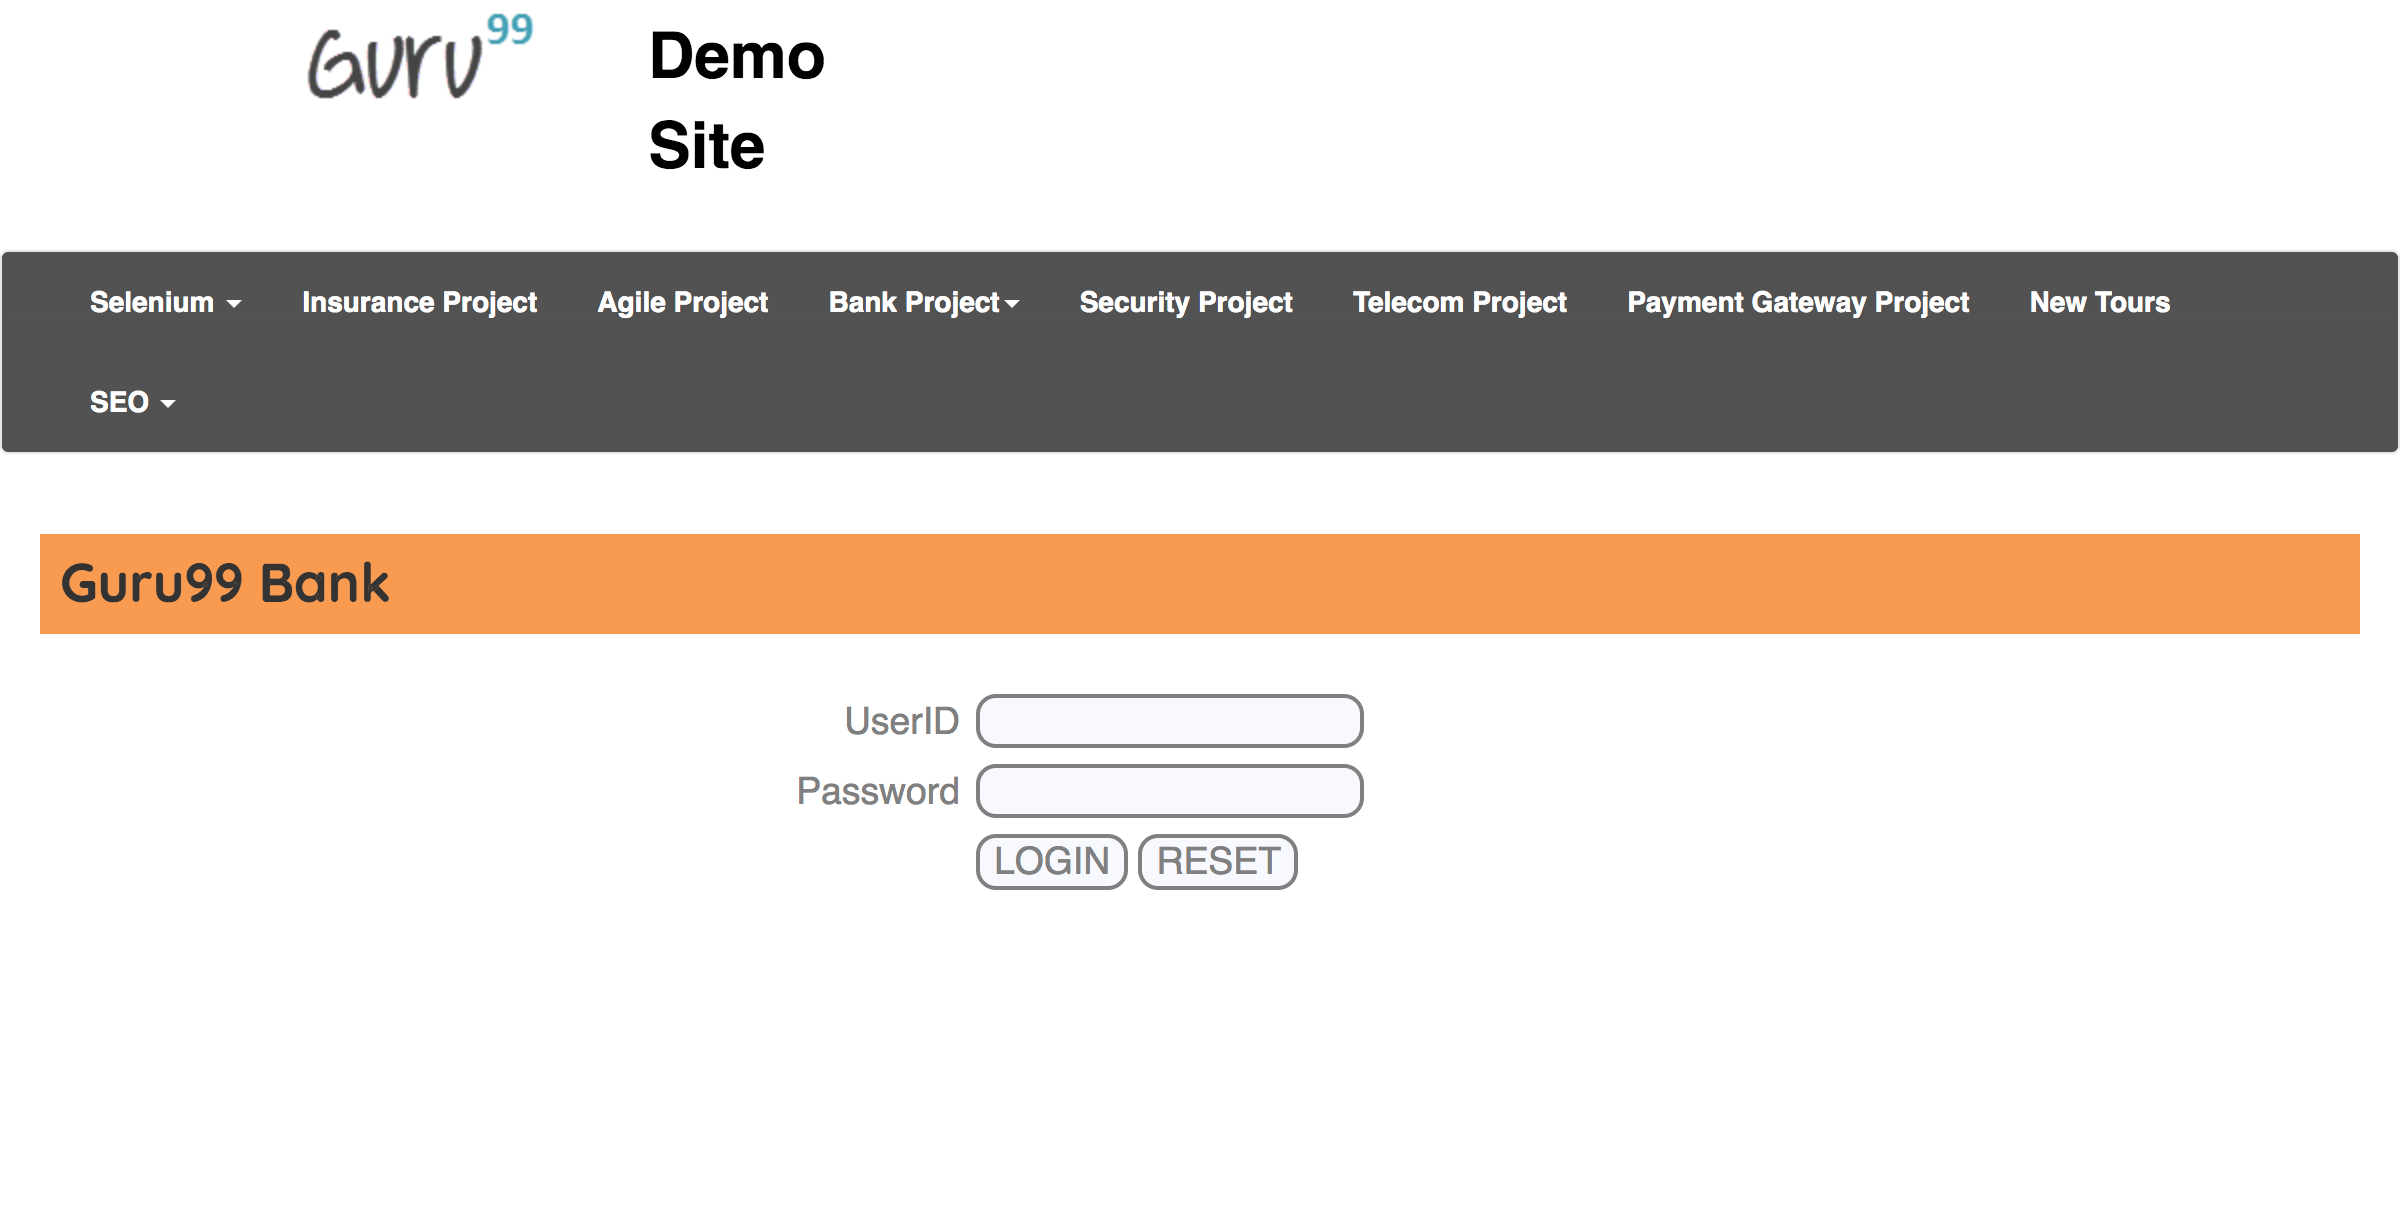 Guru99
Demo
Site
Selenium Insurance Project Agile Project Bank Project Security Project Telecom Project Payment Gateway Project New Tours
SEO
Guru99 Bank
UserID
Password
LOGIN RESET